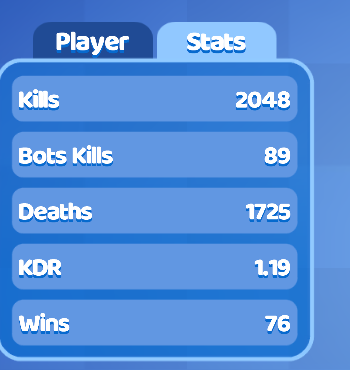 Player Stats
Kills 2048
Bots Kills 89
Deaths 1725
KDR 1.19
Wins 76